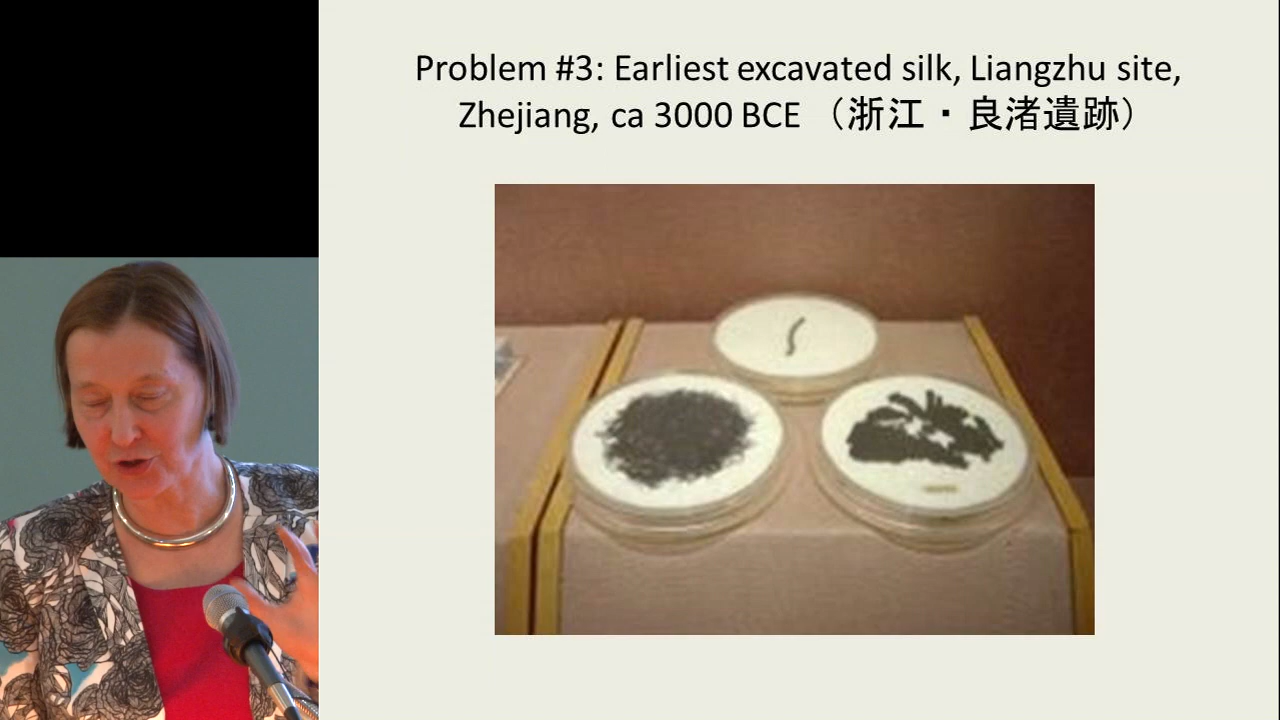 Problem #3: Earliest excavated silk, Liangzhu site,
Zhejiang, ca 3000 BCE （浙江・良渚遺跡）